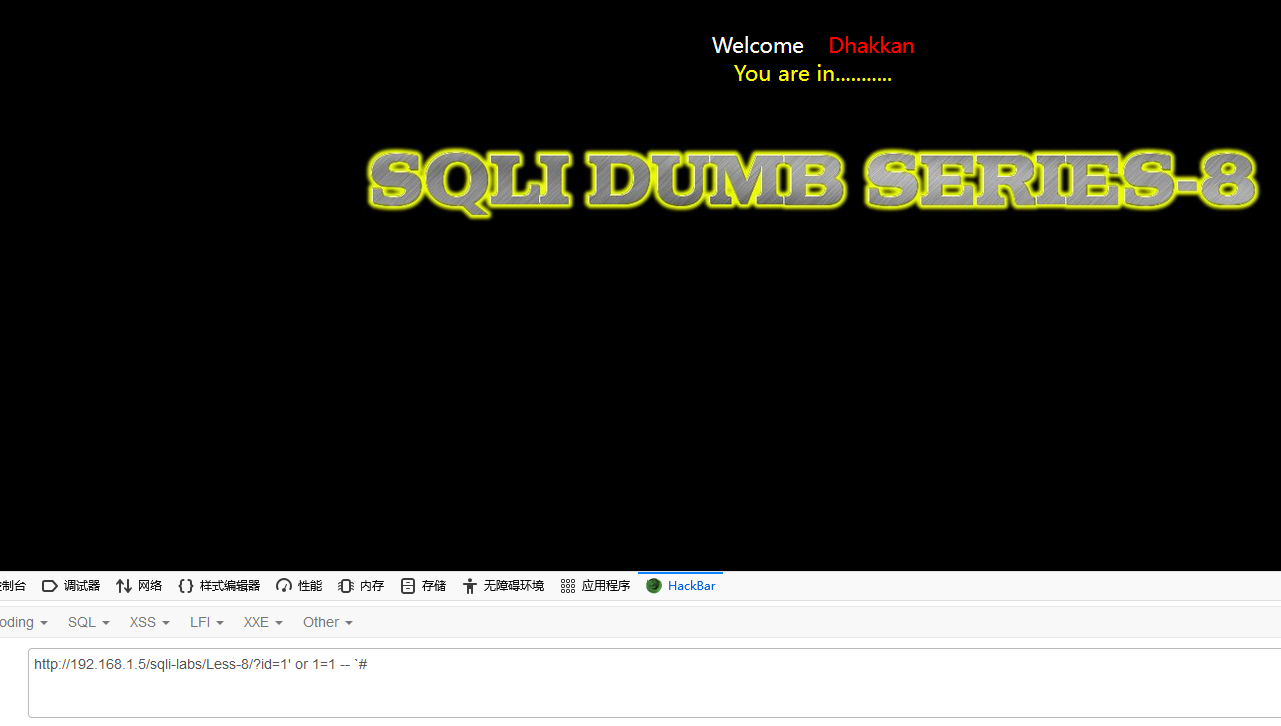 Welcome Dhakkan
You are in...........
SQLI DUMB SERIES-8
制台 调试器 网络 样式编辑器 性能 内存 存储 无障碍环境 应用程序 HackBar
oding SQL XSS LFI XXE Other
http://192.168.1.5/sqli-labs/Less-8/?id=1' or 1=1 -- `#